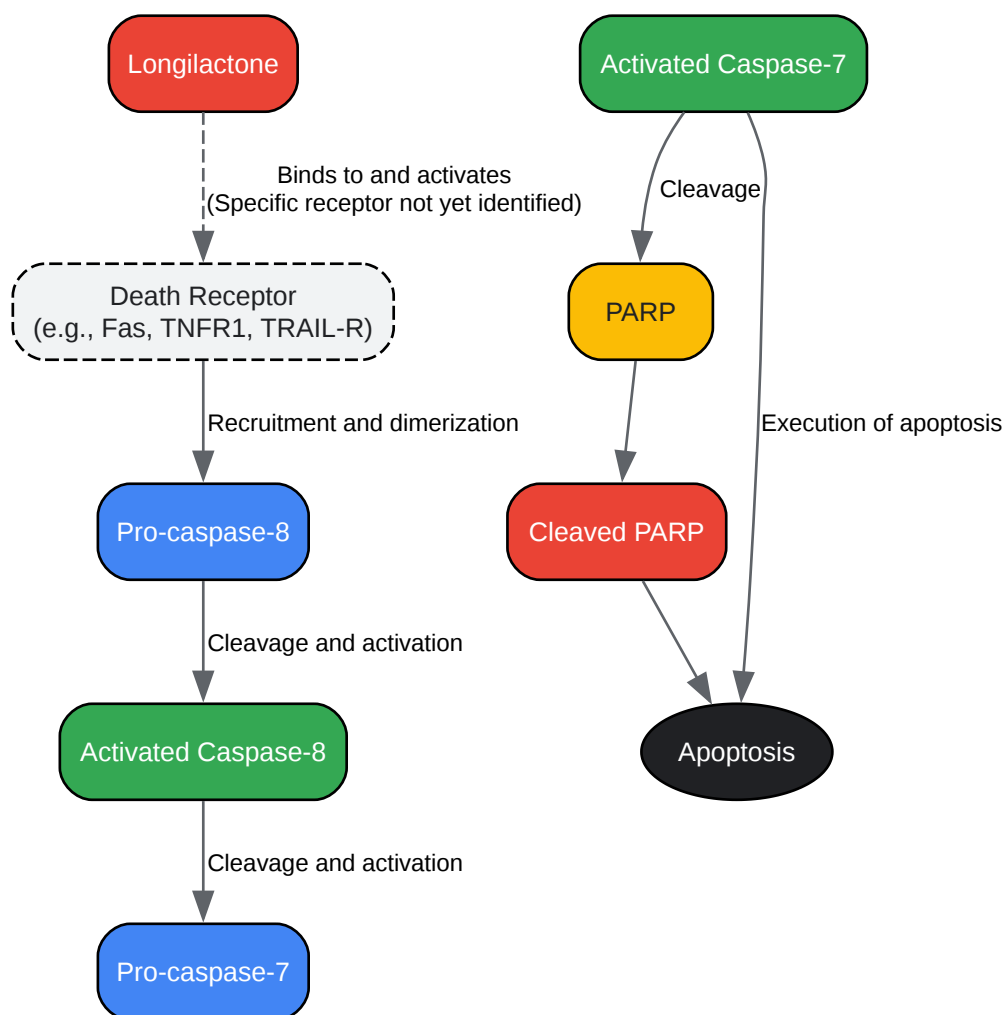 Longilactone
Binds to and activates
(Specific receptor not yet identified)
Death Receptor
(e.g., Fas, TNFR1, TRAIL-R)
Recruitment and dimerization
Pro-caspase-8
Cleavage and activation
Activated Caspase-8
Cleavage and activation
Pro-caspase-7
Activated Caspase-7
Cleavage
PARP
Execution of apoptosis
Cleaved PARP
Apoptosis